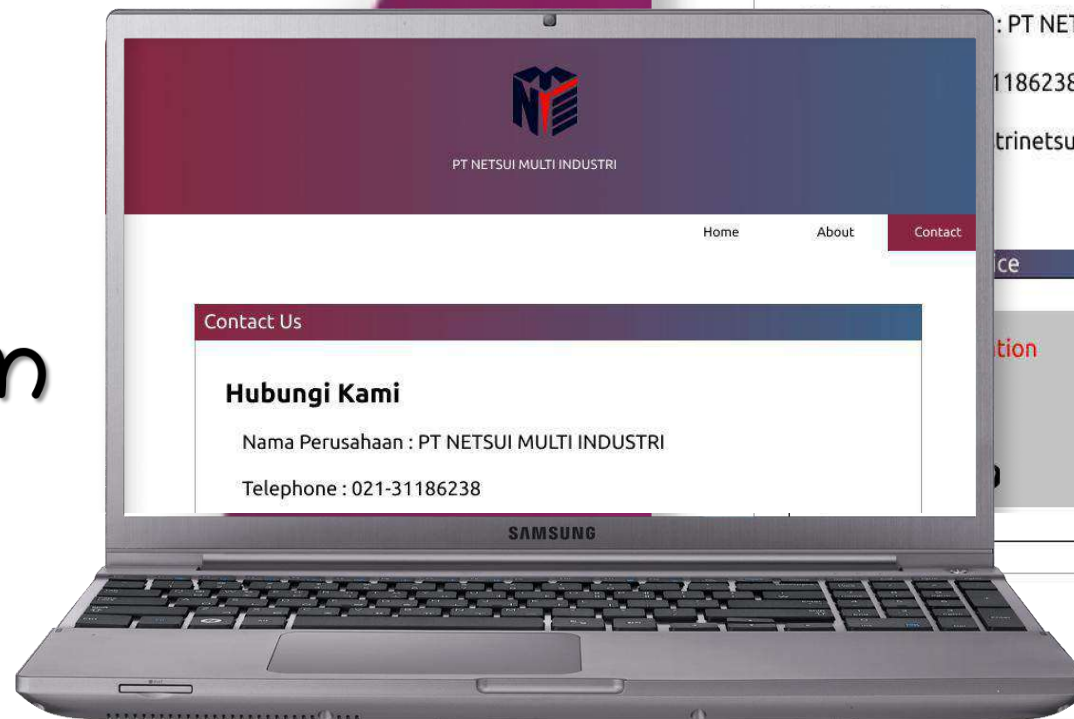 PT NETSUI MULTI INDUSTRI
Home About Contact
Contact Us
Hubungi Kami
Nama Perusahaan : PT NETSUI MULTI INDUSTRI
Telephone : 021-31186238
SAMSUNG
: PT NET
1186238
trinetsu
ice
tion